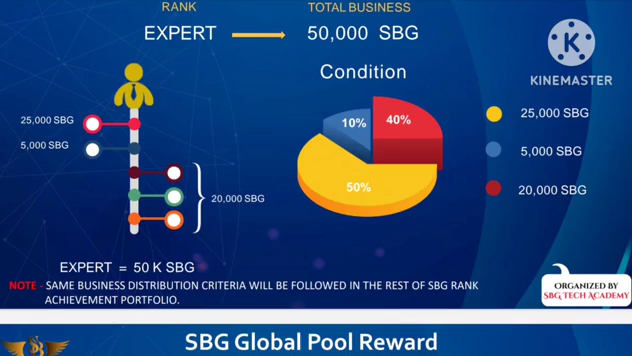 RANK
TOTAL BUSINESS
EXPERT
50,000 SBG
Condition
KINEMASTER
25,000 SBG
5,000 SBG
20,000 SBG
10%
40%
50%
25,000 SBG
5,000 SBG
20,000 SBG
EXPERT = 50 K SBG
NOTE - SAME BUSINESS DISTRIBUTION CRITERIA WILL BE FOLLOWED IN THE REST OF SBG RANK
ACHIEVEMENT PORTFOLIO.
ORGANIZED BY
SBG TECH ACADEMY
SBG Global Pool Reward